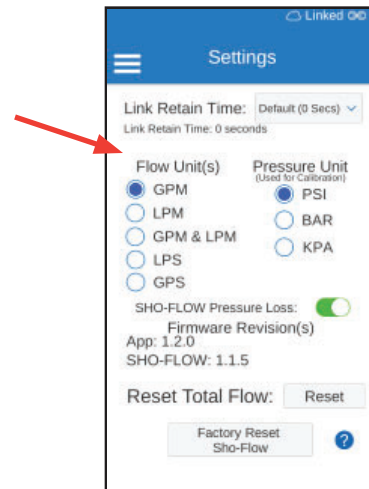 Linked
Settings
Link Retain Time: Default (0 Secs)
Link Retain Time: 0 seconds
Flow Unit(s)
GPM
LPM
GPM & LPM
LPS
GPS
Pressure Unit
(Used for Calibration)
PSI
BAR
KPA
SHO-FLOW Pressure Loss:
Firmware Revision(s)
App: 1.2.0
SHO-FLOW: 1.1.5
Reset Total Flow: Reset
Factory Reset
Sho-Flow
?